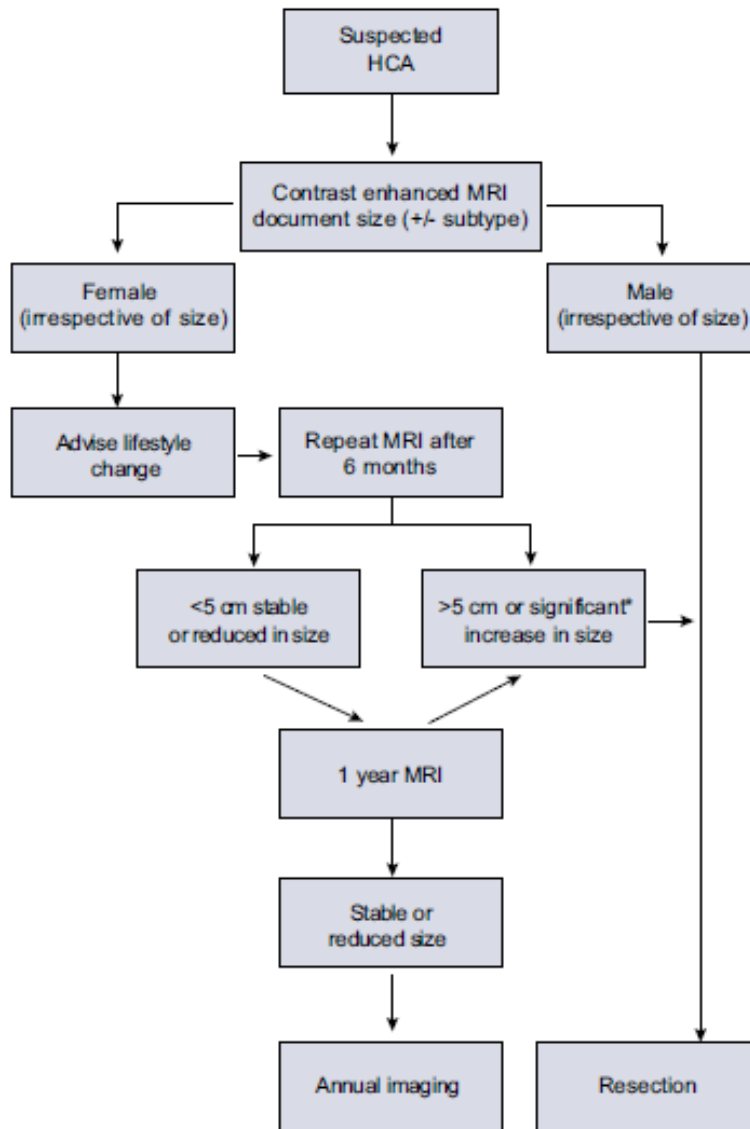 Suspected
HCA
Contrast enhanced MRI
document size (+/- subtype)
Female
(irrespective of size)
Male
(irrespective of size)
Advise lifestyle
change
Repeat MRI after
6 months
<5 cm stable
or reduced in size
>5 cm or significant*
increase in size
1 year MRI
Stable or
reduced size
Annual imaging
Resection